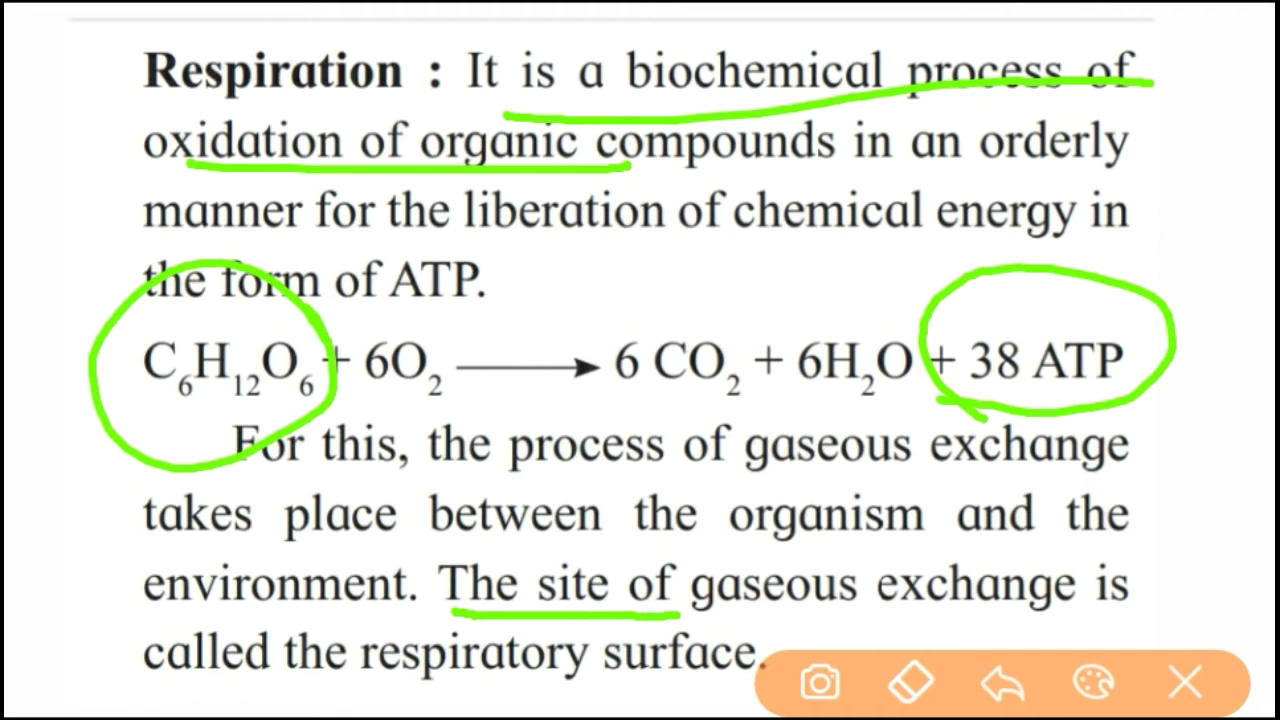 Respiration : It is a biochemical process of
oxidation of organic compounds in an orderly
manner for the liberation of chemical energy in
the form of ATP.
C₆H₁₂O₆ + 6O₂ ⟶ 6 CO₂ + 6H₂O + 38 ATP
For this, the process of gaseous exchange
takes place between the organism and the
environment. The site of gaseous exchange is
called the respiratory surface.